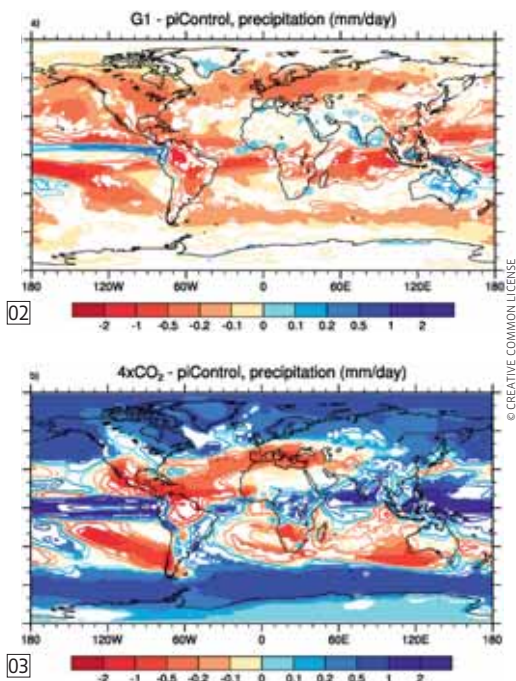 a)
G1 - piControl, precipitation (mm/day)
180 120W 60W 0 60E 120E 180
02
-2 -1 -0.5 -0.2 -0.1 0 0.1 0.2 0.5 1 2
© CREATIVE COMMON LICENSE
b)
4xCO₂ - piControl, precipitation (mm/day)
180 120W 60W 0 60E 120E 180
03
-2 -1 -0.5 -0.2 -0.1 0 0.1 0.2 0.5 1 2